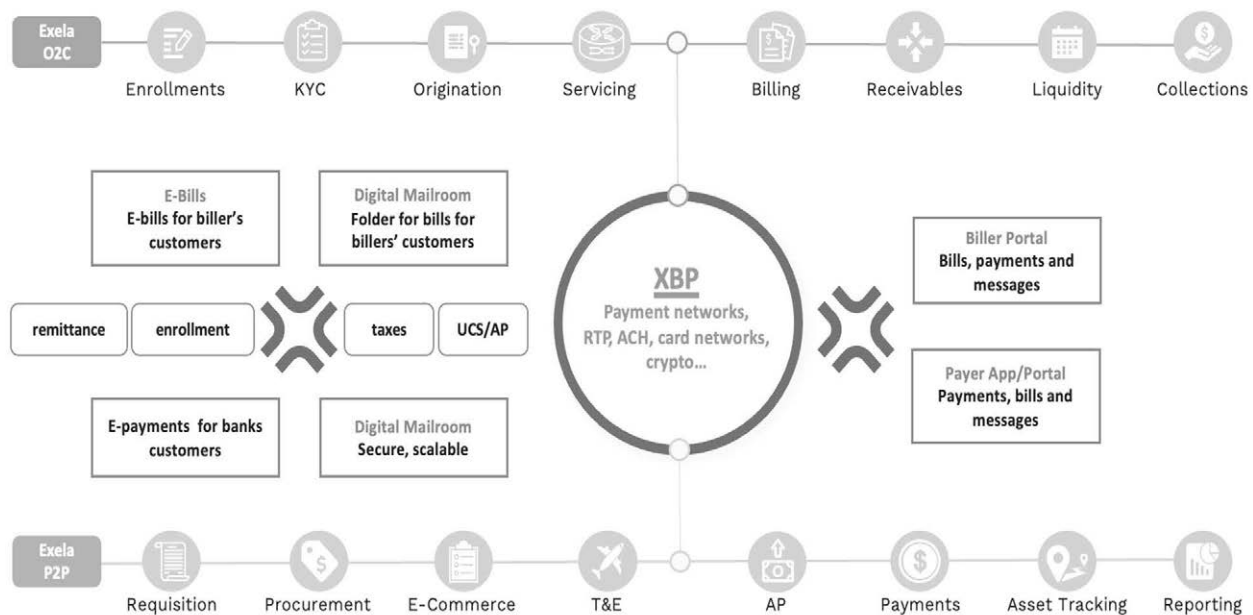 Exela
O2C
Enrollments
KYC
Origination
Servicing
Billing
Receivables
Liquidity
Collections
E-Bills
E-bills for biller's
customers
Digital Mailroom
Folder for bills for
billers' customers
remittance
enrollment
taxes
UCS/AP
E-payments for banks
customers
Digital Mailroom
Secure, scalable
XBP
Payment networks,
RTP, ACH, card networks,
crypto...
Biller Portal
Bills, payments and
messages
Payer App/Portal
Payments, bills and
messages
Exela
P2P
Requisition
Procurement
E-Commerce
T&E
AP
Payments
Asset Tracking
Reporting